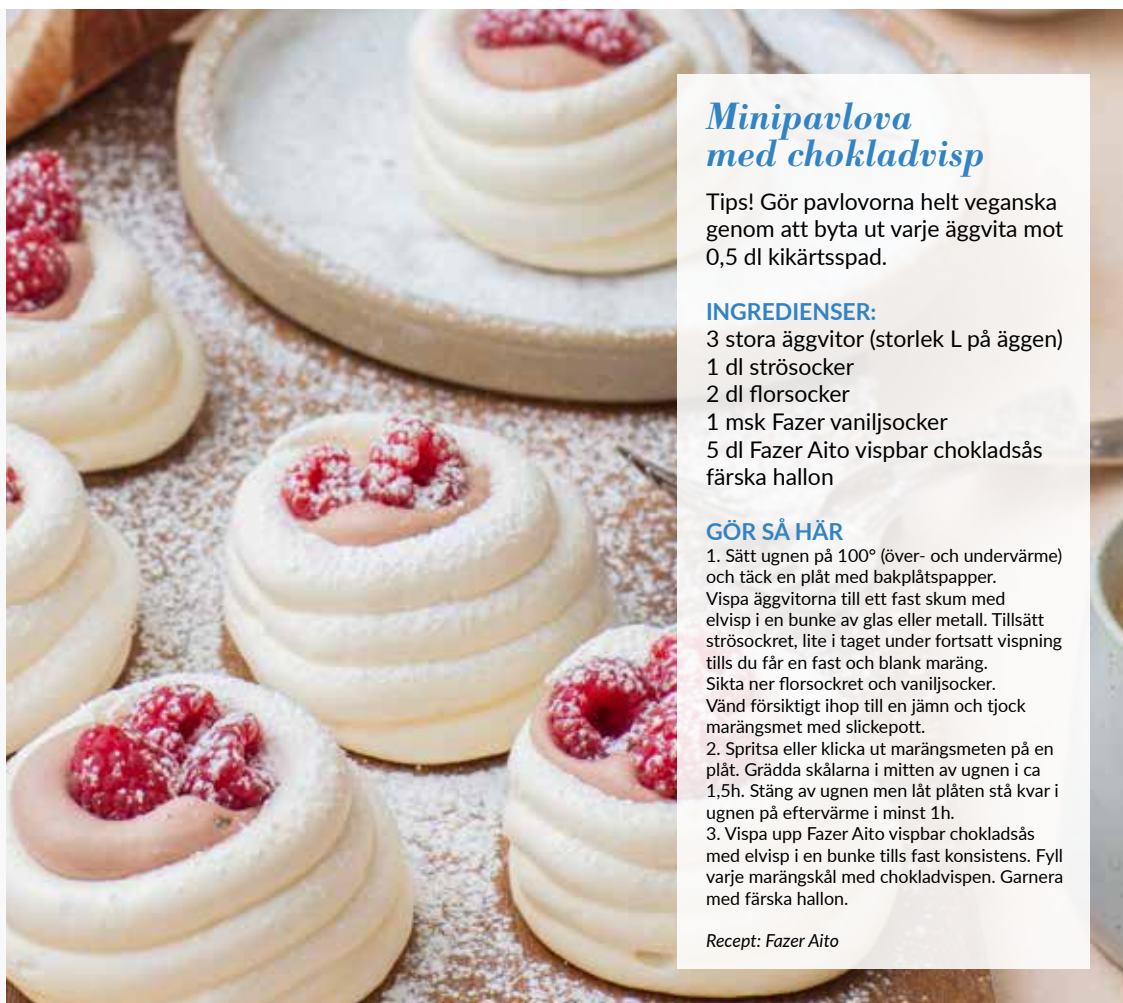 Minipavlova
med chokladvisp
Tips! Gör pavlovorna helt veganska
genom att byta ut varje äggvita mot
0,5 dl kikärtsspad.
INGREDIENSER:
3 stora äggvitor (storlek L på äggen)
1 dl strösocker
2 dl florsocker
1 msk Fazer vaniljsocker
5 dl Fazer Aito vispbar chokladsås
färska hallon
GÖR SÅ HÄR
1. Sätt ugnen på 100° (över- och undervärme)
och täck en plåt med bakplåtspapper.
Vispa äggvitorna till ett fast skum med
elvisp i en bunke av glas eller metall. Tillsätt
strösockret, lite i taget under fortsatt vispning
tills du får en fast och blank maräng.
Sikta ner florsockret och vaniljsocker.
Vänd försiktigt ihop till en jämn och tjock
marängsmet med slickepott.
2. Spritsa eller klicka ut marängsmeten på en
plåt. Grädda skålarna i mitten av ugnen i ca
1,5h. Stäng av ugnen men låt plåten stå kvar i
ugnen på eftervärme i minst 1h.
3. Vispa upp Fazer Aito vispbar chokladsås
med elvisp i en bunke tills fast konsistens. Fyll
varje marängskål med chokladvispen. Garnera
med färska hallon.
Recept: Fazer Aito